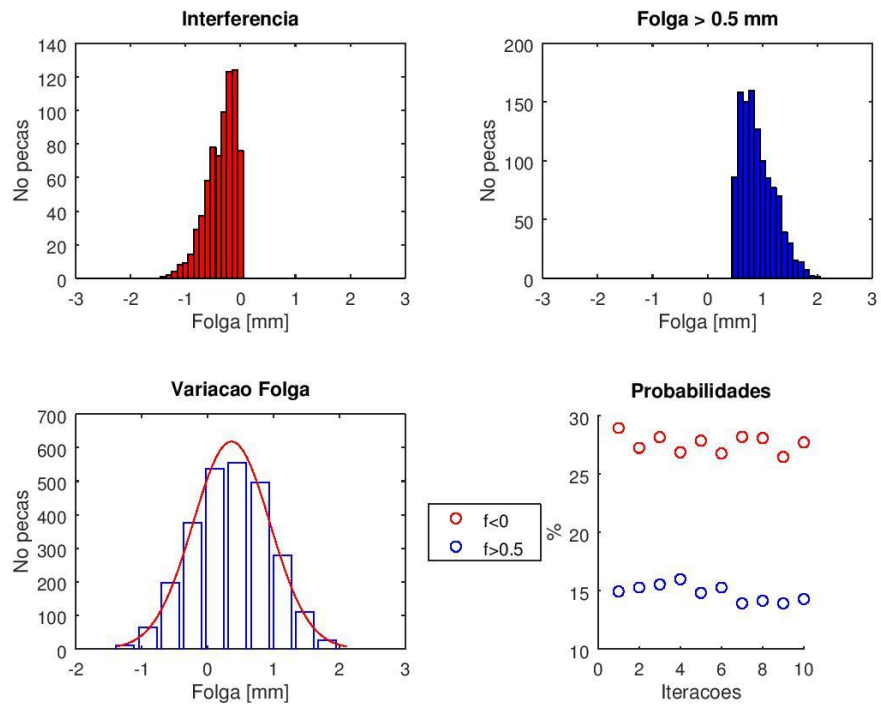 Interferencia
140
120
100
80
60
40
20
0
No pecas
-3 -2 -1 0 1 2 3
Folga [mm]
Folga > 0.5 mm
200
150
100
50
0
No pecas
-3 -2 -1 0 1 2 3
Folga [mm]
Variacao Folga
700
600
500
400
300
200
100
0
No pecas
-2 -1 0 1 2 3
Folga [mm]
f<0
f>0.5
Probabilidades
30
25
20
15
10
%
0 2 4 6 8 10
Iteracoes